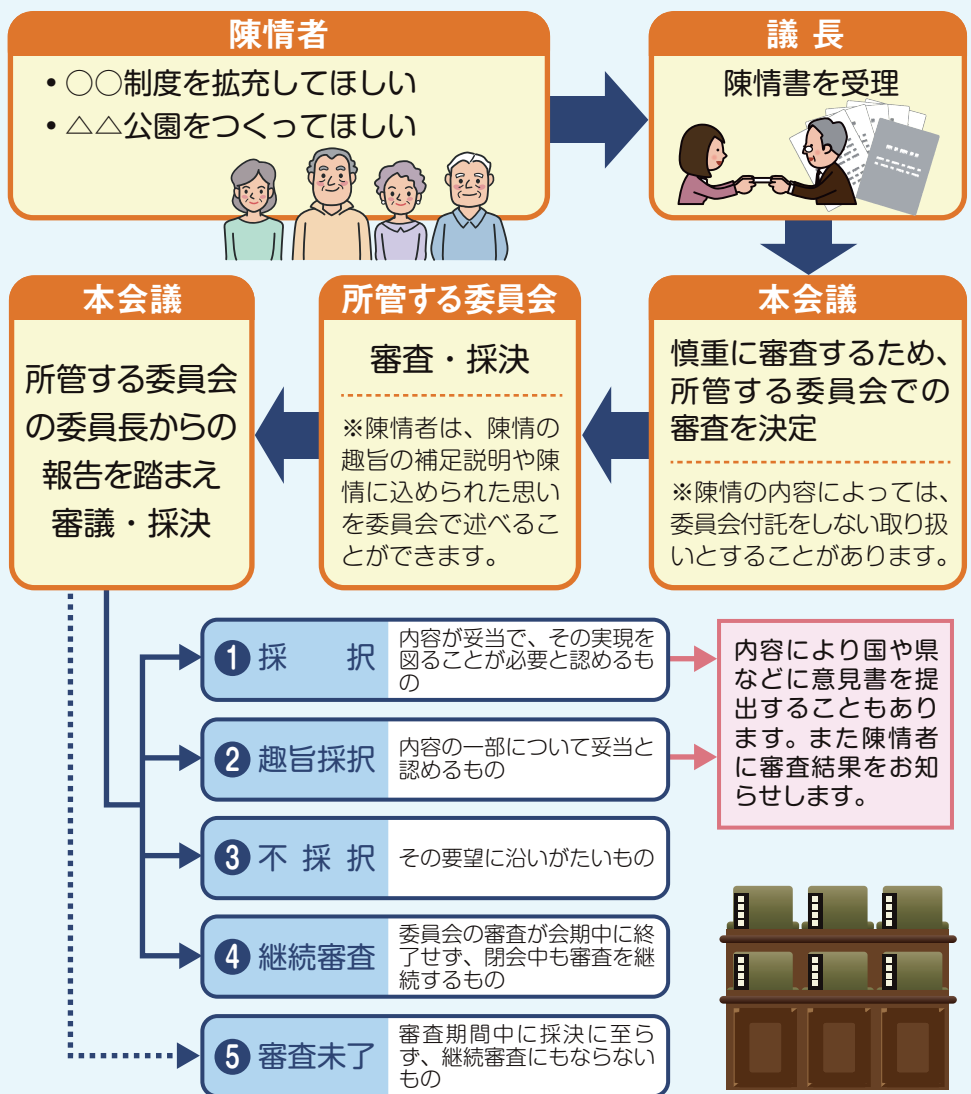 陳情者
・○○制度を拡充してほしい
・△△公園をつくってほしい
議 長
陳情書を受理
本会議
慎重に審査するため、
所管する委員会での
審査を決定
※陳情の内容によっては、
委員会付託をしない取り扱
いとすることがあります。
所管する委員会
審査・採決
※陳情者は、陳情の
趣旨の補足説明や陳
情に込められた思い
を委員会で述べるこ
とができます。
本会議
所管する委員会
の委員長からの
報告を踏まえ
審議・採決
❶ 採 択
内容が妥当で、その実現を
図ることが必要と認めるも
の
❷ 趣旨採択
内容の一部について妥当と
認めるもの
内容により国や県
などに意見書を提
出することもあり
ます。また陳情者
に審査結果をお知
らせします。
❸ 不 採 択
その要望に沿いがたいもの
❹ 継続審査
委員会の審査が会期中に終
了せず、閉会中も審査を継
続するもの
❺ 審査未了
審査期間中に採決に至ら
ず、継続審査にもならない
もの